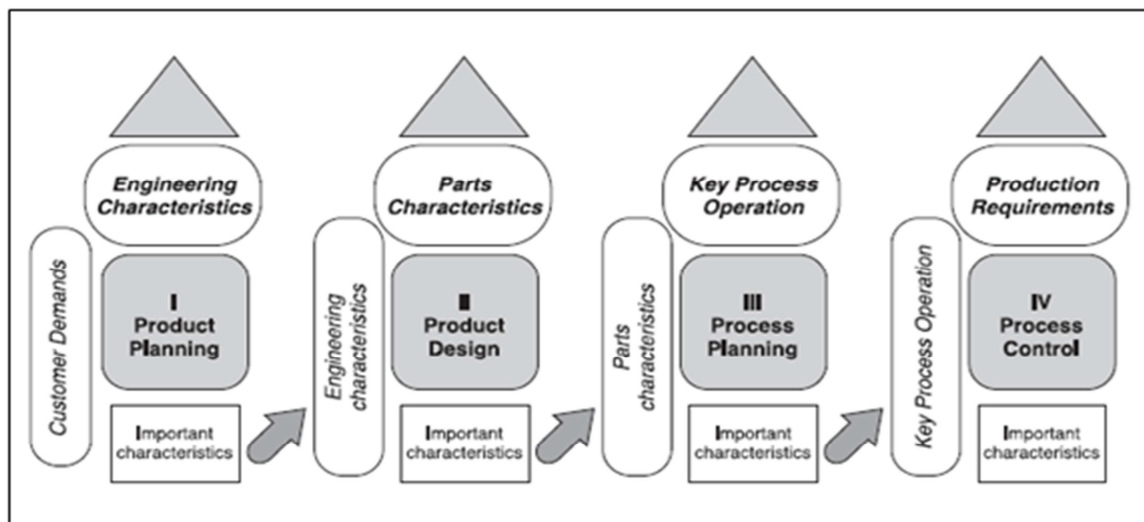 Engineering
Characteristics
Customer Demands
I
Product
Planning
Important
characteristics
Parts
Characteristics
Engineering
characteristics
II
Product
Design
Important
characteristics
Key Process
Operation
Parts
characteristics
III
Process
Planning
Important
characteristics
Production
Requirements
Key Process Operation
IV
Process
Control
Important
characteristics